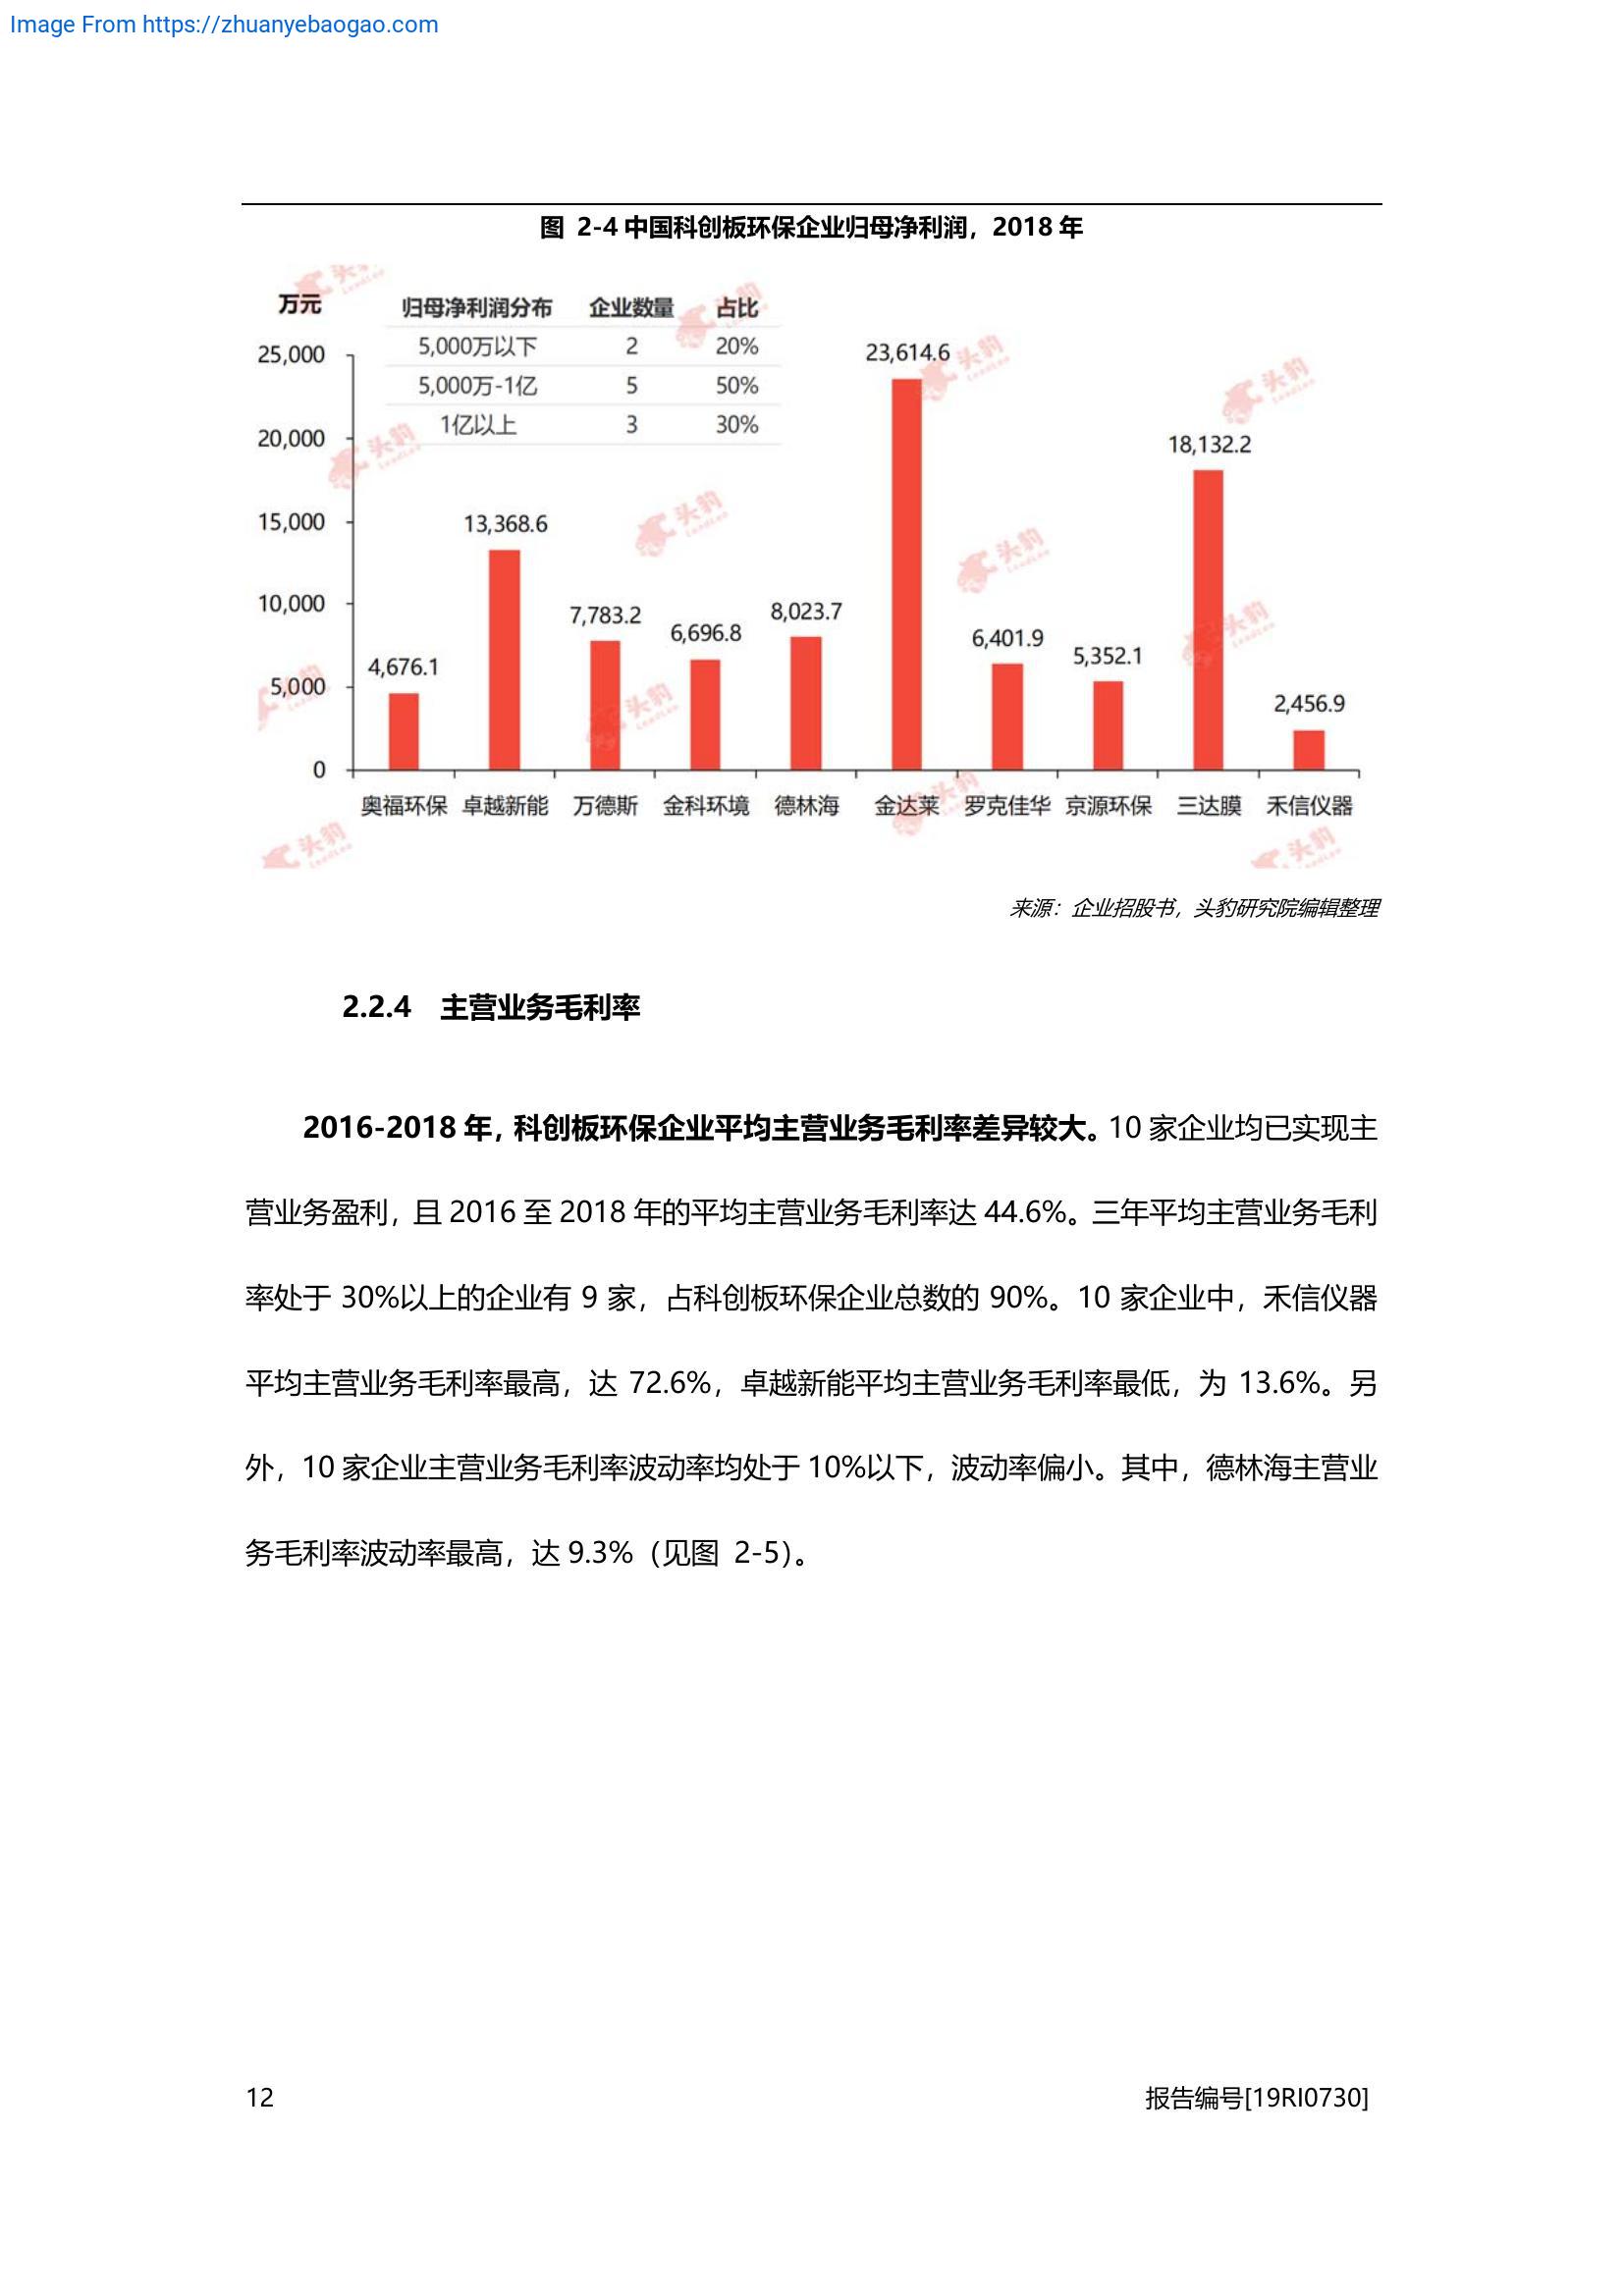 Image From https://zhuanyebaogao.com
图 2-4 中国科创板环保企业归母净利润，2018 年
万元
归母净利润分布 企业数量 占比
5,000万以下 2 20%
5,000万-1亿 5 50%
1亿以上 3 30%
25,000
20,000
15,000
10,000
5,000
0
4,676.1
13,368.6
7,783.2
6,696.8
8,023.7
23,614.6
6,401.9
5,352.1
18,132.2
2,456.9
奥福环保 卓越新能 万德斯 金科环境 德林海 金达莱 罗克佳华 京源环保 三达膜 禾信仪器
头豹
LeadLeo
来源：企业招股书，头豹研究院编辑整理
2.2.4 主营业务毛利率
2016-2018 年，科创板环保企业平均主营业务毛利率差异较大。10 家企业均已实现主
营业务盈利，且 2016 至 2018 年的平均主营业务毛利率达 44.6%。三年平均主营业务毛利
率处于 30%以上的企业有 9 家，占科创板环保企业总数的 90%。10 家企业中，禾信仪器
平均主营业务毛利率最高，达 72.6%，卓越新能平均主营业务毛利率最低，为 13.6%。另
外，10 家企业主营业务毛利率波动率均处于 10%以下，波动率偏小。其中，德林海主营业
务毛利率波动率最高，达 9.3%（见图 2-5）。
12
报告编号[19RI0730]